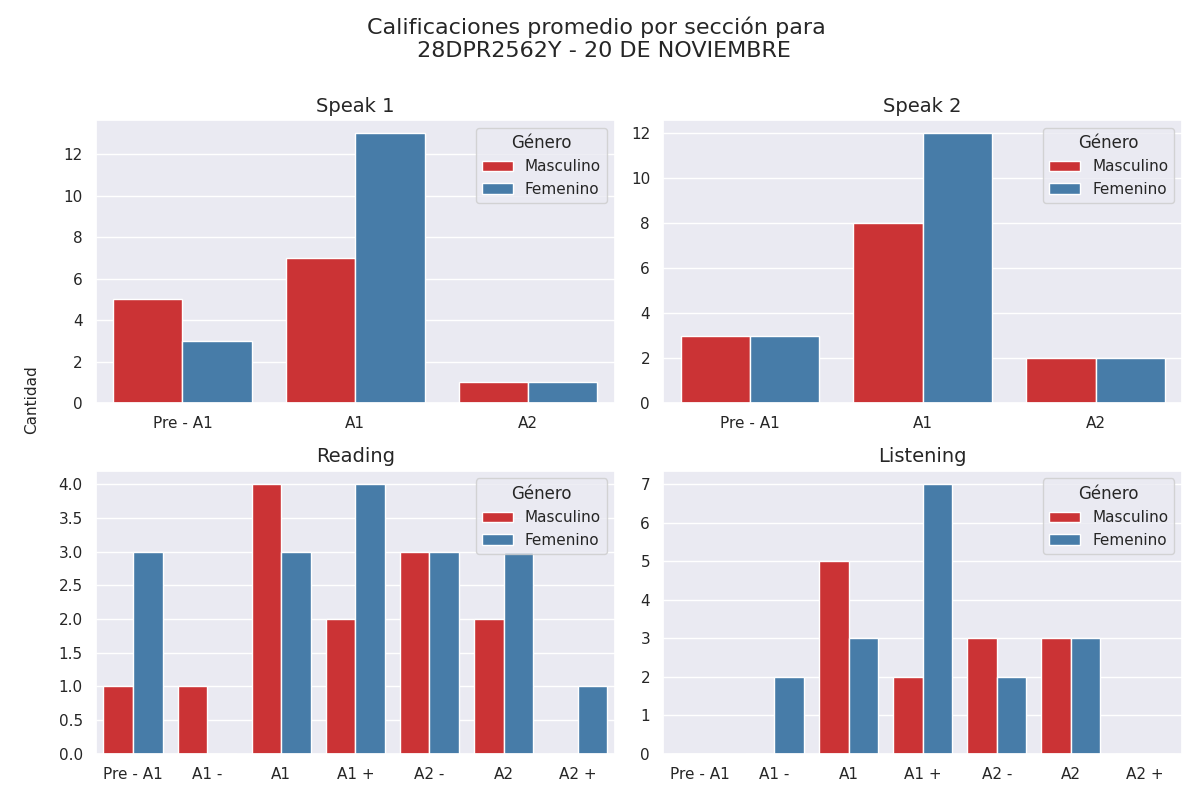 Calificaciones promedio por sección para
28DPR2562Y - 20 DE NOVIEMBRE
Cantidad
Speak 1
12
10
8
6
4
2
0
Pre - A1 A1 A2
Género
Masculino
Femenino
Speak 2
12
10
8
6
4
2
0
Pre - A1 A1 A2
Género
Masculino
Femenino
Reading
4.0
3.5
3.0
2.5
2.0
1.5
1.0
0.5
0.0
Pre - A1 A1 - A1 A1 + A2 - A2 A2 +
Género
Masculino
Femenino
Listening
7
6
5
4
3
2
1
0
Pre - A1 A1 - A1 A1 + A2 - A2 A2 +
Género
Masculino
Femenino